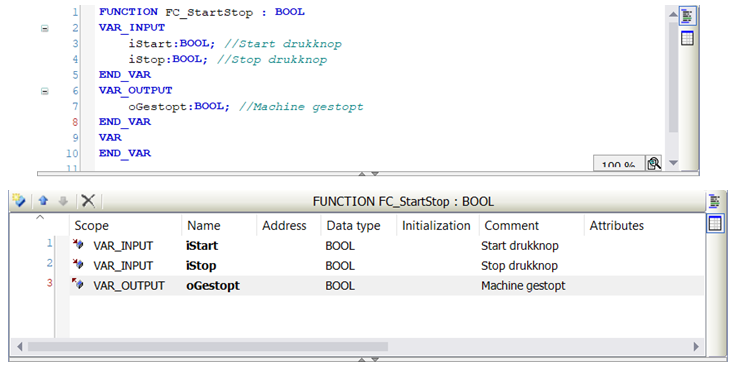 1 FUNCTION FC_StartStop : BOOL
2 VAR_INPUT
3 iStart:BOOL; //Start drukknop
4 iStop:BOOL; //Stop drukknop
5 END_VAR
6 VAR_OUTPUT
7 oGestopt:BOOL; //Machine gestopt
8 END_VAR
9 VAR
10 END_VAR
11
100 %
FUNCTION FC_StartStop : BOOL
Scope Name Address Data type Initialization Comment Attributes
1 VAR_INPUT iStart BOOL Start drukknop
2 VAR_INPUT iStop BOOL Stop drukknop
3 VAR_OUTPUT oGestopt BOOL Machine gestopt